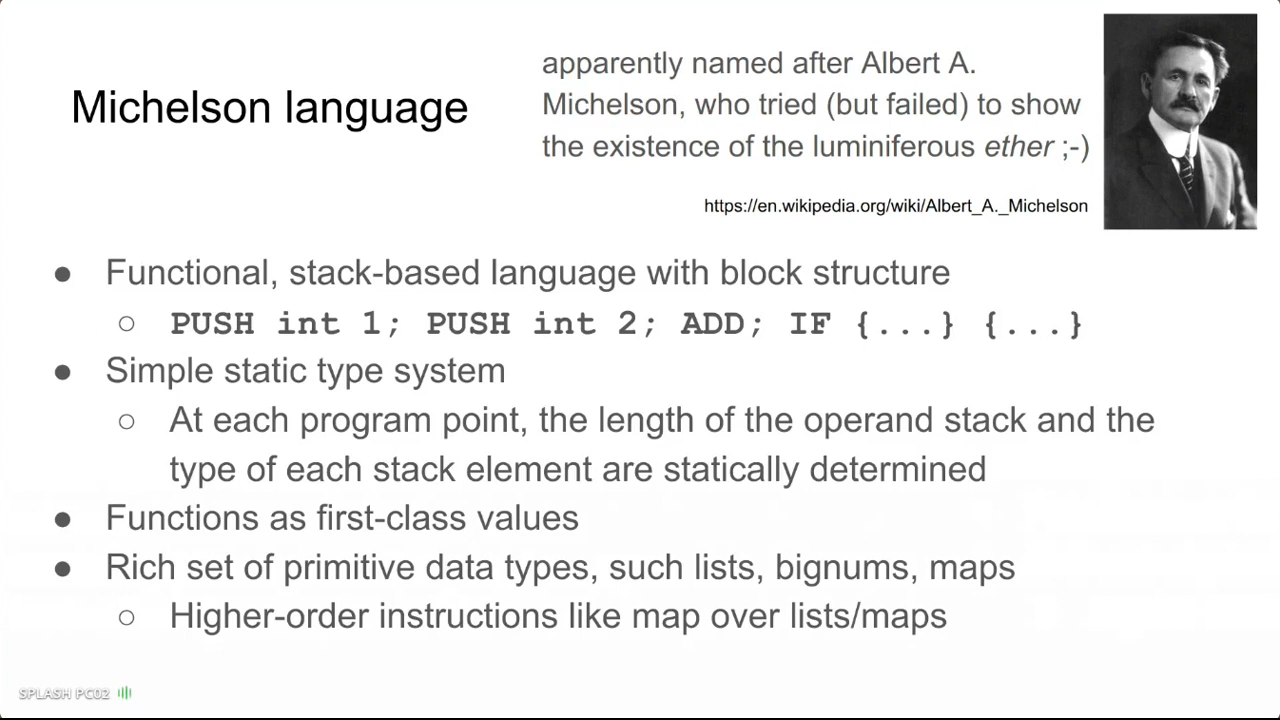 Michelson language
apparently named after Albert A.
Michelson, who tried (but failed) to show
the existence of the luminiferous ether ;-)
https://en.wikipedia.org/wiki/Albert_A._Michelson
● Functional, stack-based language with block structure
○ PUSH int 1; PUSH int 2; ADD; IF {...} {...}
● Simple static type system
○ At each program point, the length of the operand stack and the
type of each stack element are statically determined
● Functions as first-class values
● Rich set of primitive data types, such lists, bignums, maps
○ Higher-order instructions like map over lists/maps
SPLASH PC02